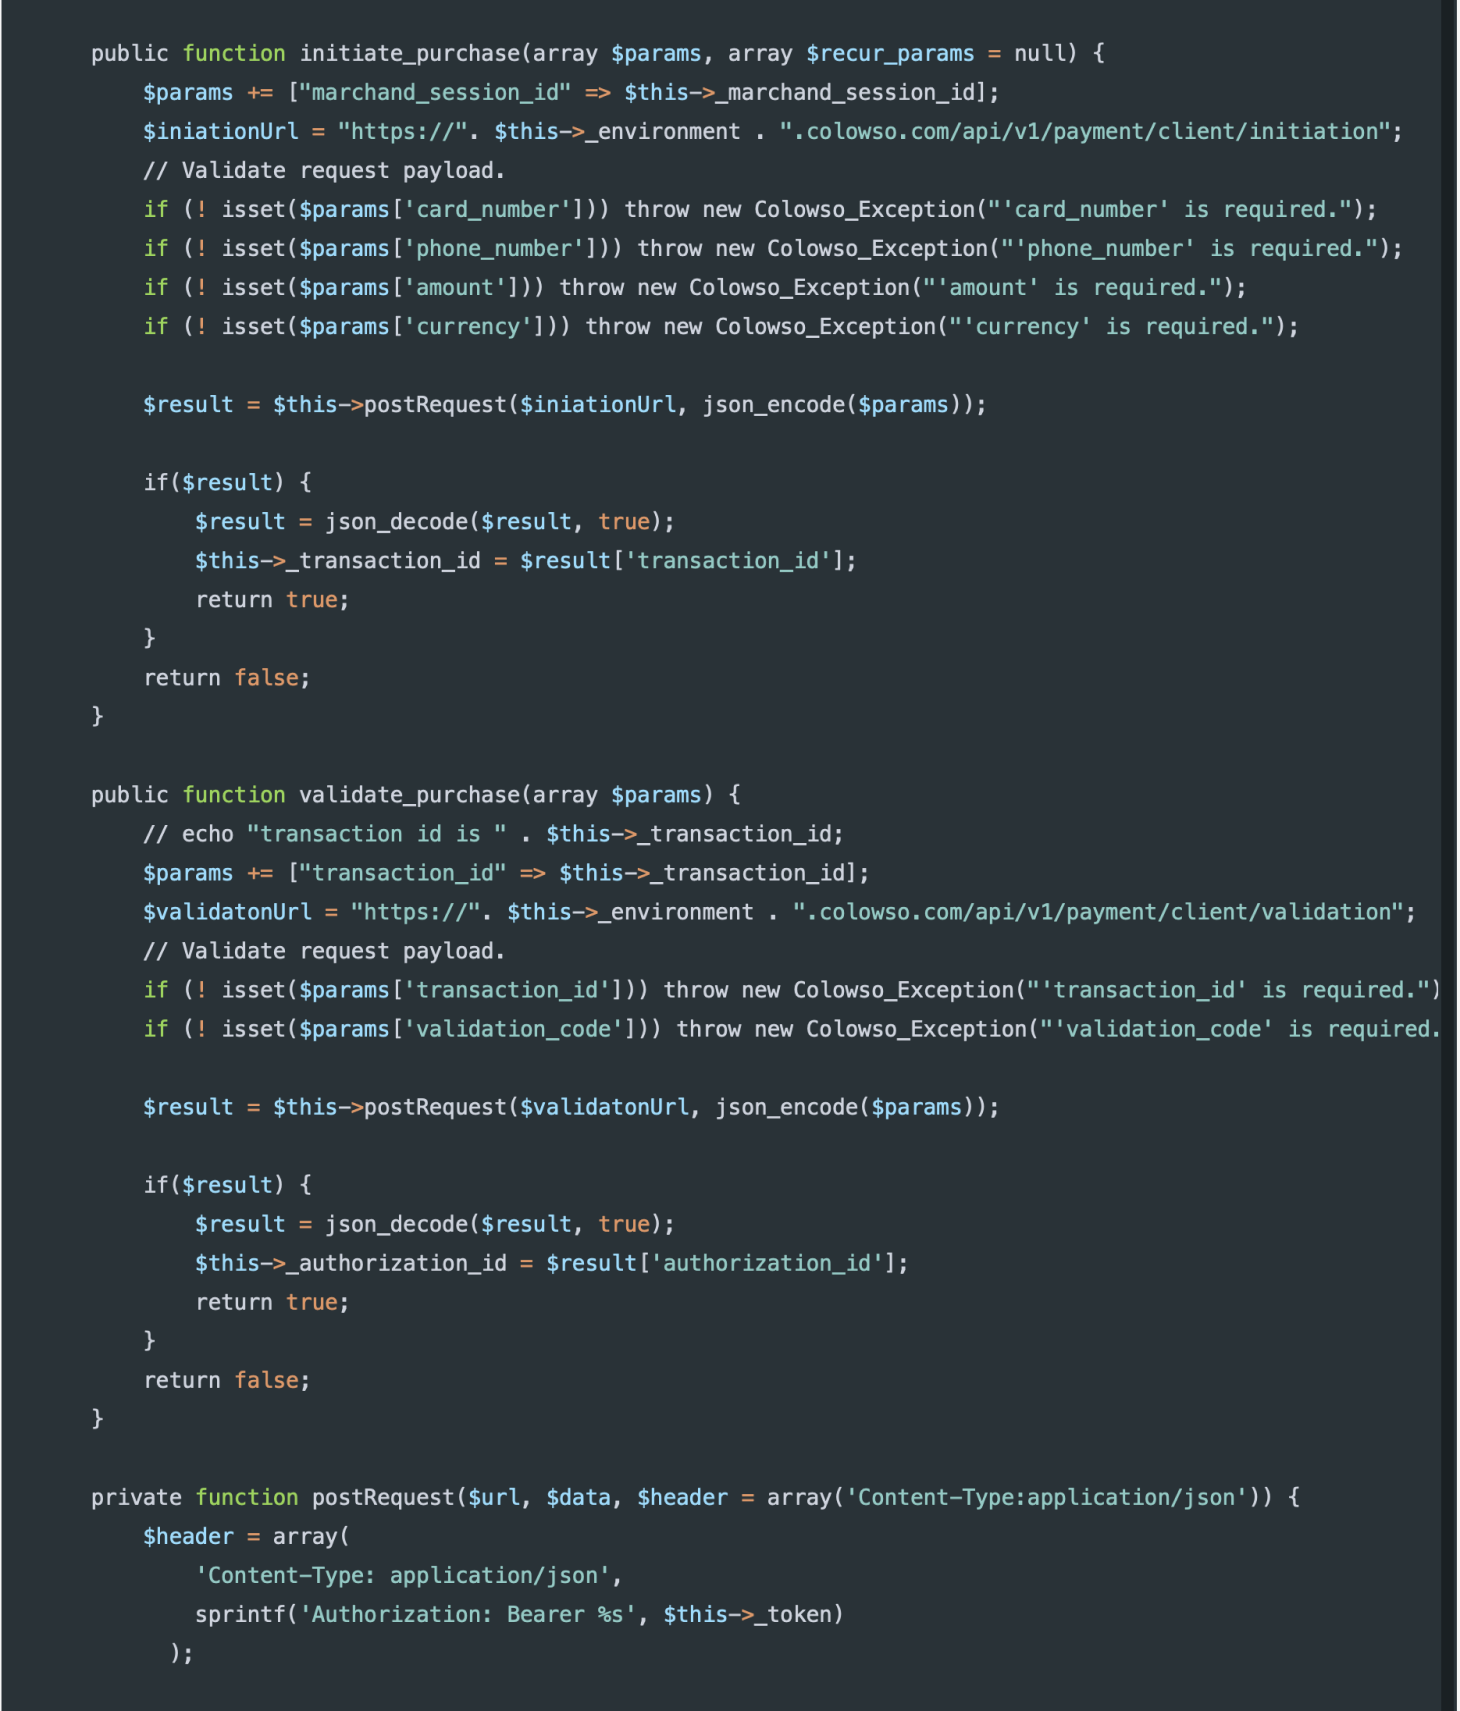 public function initiate_purchase(array $params, array $recur_params = null) {
$params += ["marchand_session_id" => $this->_marchand_session_id];
$iniationUrl = "https://". $this->_environment . ".colowso.com/api/v1/payment/client/initiation";
// Validate request payload.
if (! isset($params['card_number'])) throw new Colowso_Exception("'card_number' is required.");
if (! isset($params['phone_number'])) throw new Colowso_Exception("'phone_number' is required.");
if (! isset($params['amount'])) throw new Colowso_Exception("'amount' is required.");
if (! isset($params['currency'])) throw new Colowso_Exception("'currency' is required.");
$result = $this->postRequest($iniationUrl, json_encode($params));
if($result) {
$result = json_decode($result, true);
$this->_transaction_id = $result['transaction_id'];
return true;
}
return false;
}
public function validate_purchase(array $params) {
// echo "transaction id is " . $this->_transaction_id;
$params += ["transaction_id" => $this->_transaction_id];
$validatonUrl = "https://". $this->_environment . ".colowso.com/api/v1/payment/client/validation";
// Validate request payload.
if (! isset($params['transaction_id'])) throw new Colowso_Exception("'transaction_id' is required.")
if (! isset($params['validation_code'])) throw new Colowso_Exception("'validation_code' is required.
$result = $this->postRequest($validatonUrl, json_encode($params));
if($result) {
$result = json_decode($result, true);
$this->_authorization_id = $result['authorization_id'];
return true;
}
return false;
}
private function postRequest($url, $data, $header = array('Content-Type:application/json')) {
$header = array(
'Content-Type: application/json',
sprintf('Authorization: Bearer %s', $this->_token)
);